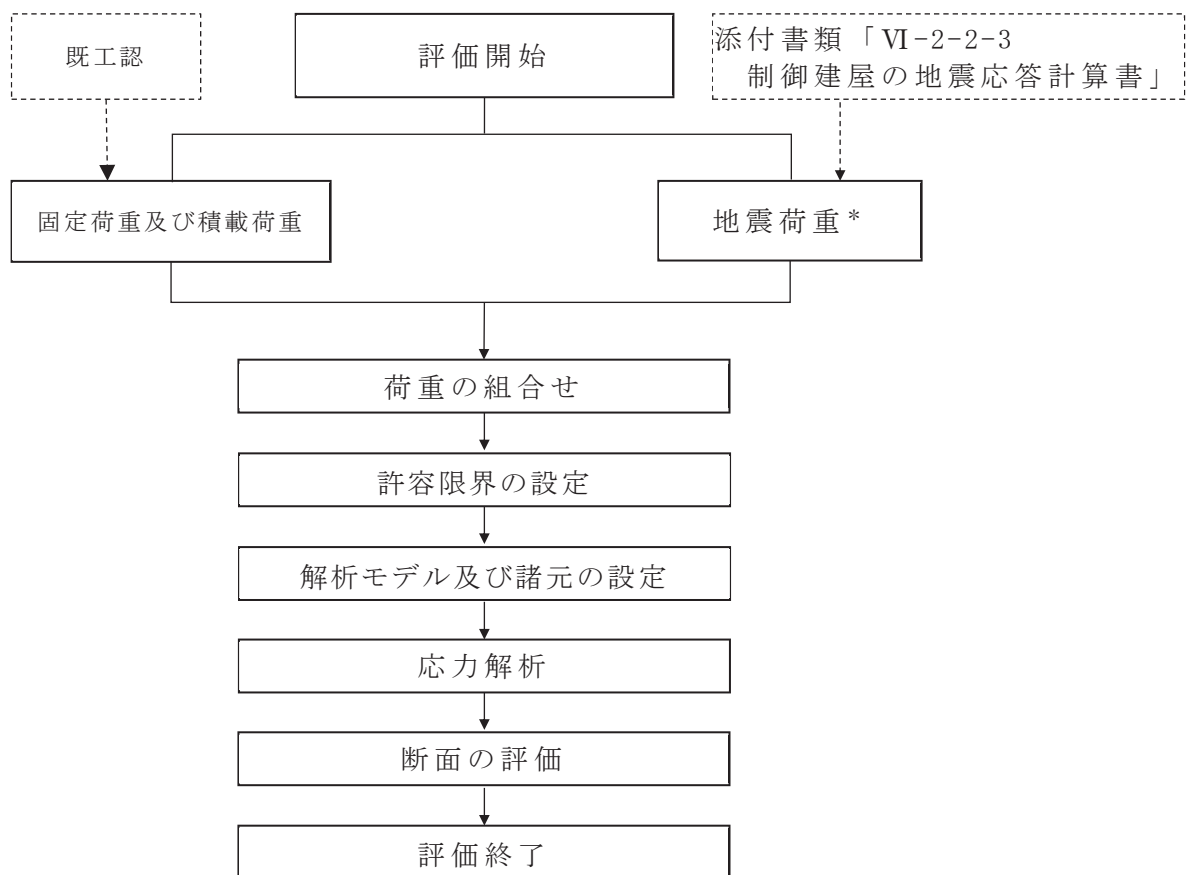 既工認
評価開始
添付書類「Ⅵ-2-2-3
制御建屋の地震応答計算書」
固定荷重及び積載荷重
地震荷重*
荷重の組合せ
許容限界の設定
解析モデル及び諸元の設定
応力解析
断面の評価
評価終了